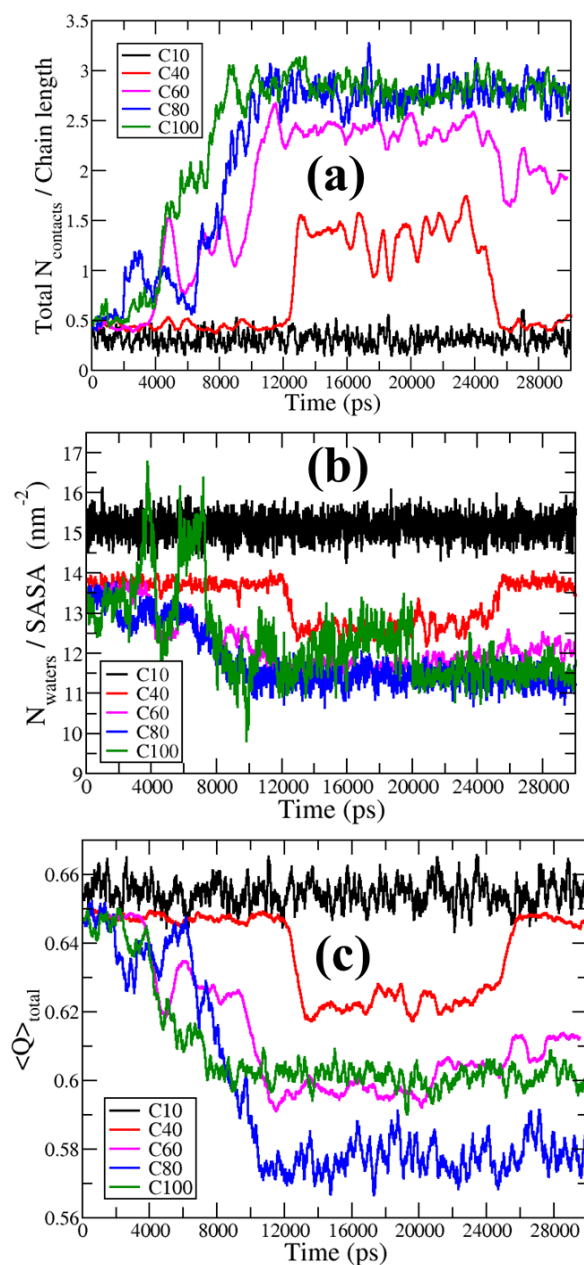 3.5
3
2.5
2
1.5
1
0.5
0
Total N_contacts / Chain length
C10
C40
C60
C80
C100
(a)
0 4000 8000 12000 16000 20000 24000 28000
Time (ps)
17
16
15
14
13
12
11
10
9
N_waters / SASA (nm^-2)
(b)
C10
C40
C60
C80
C100
4000 8000 12000 16000 20000 24000 28000
Time (ps)
0.66
0.64
0.62
0.6
0.58
0.56
<Q>_total
(c)
C10
C40
C60
C80
C100
0 4000 8000 12000 16000 20000 24000 28000
Time (ps)